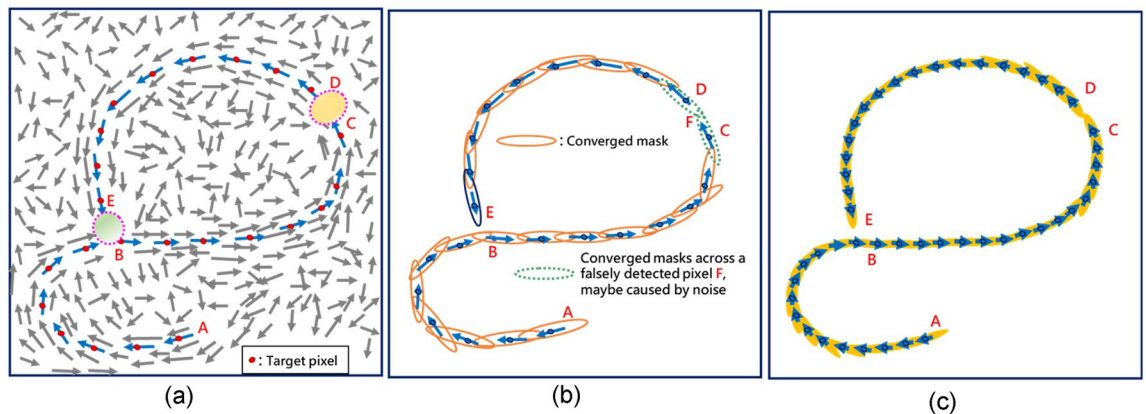 D
C
E
B
A
: Target pixel
(a)
D
F
C
: Converged mask
E
B
Converged masks across a
falsely detected pixel F,
maybe caused by noise
A
(b)
D
C
E
B
A
(c)